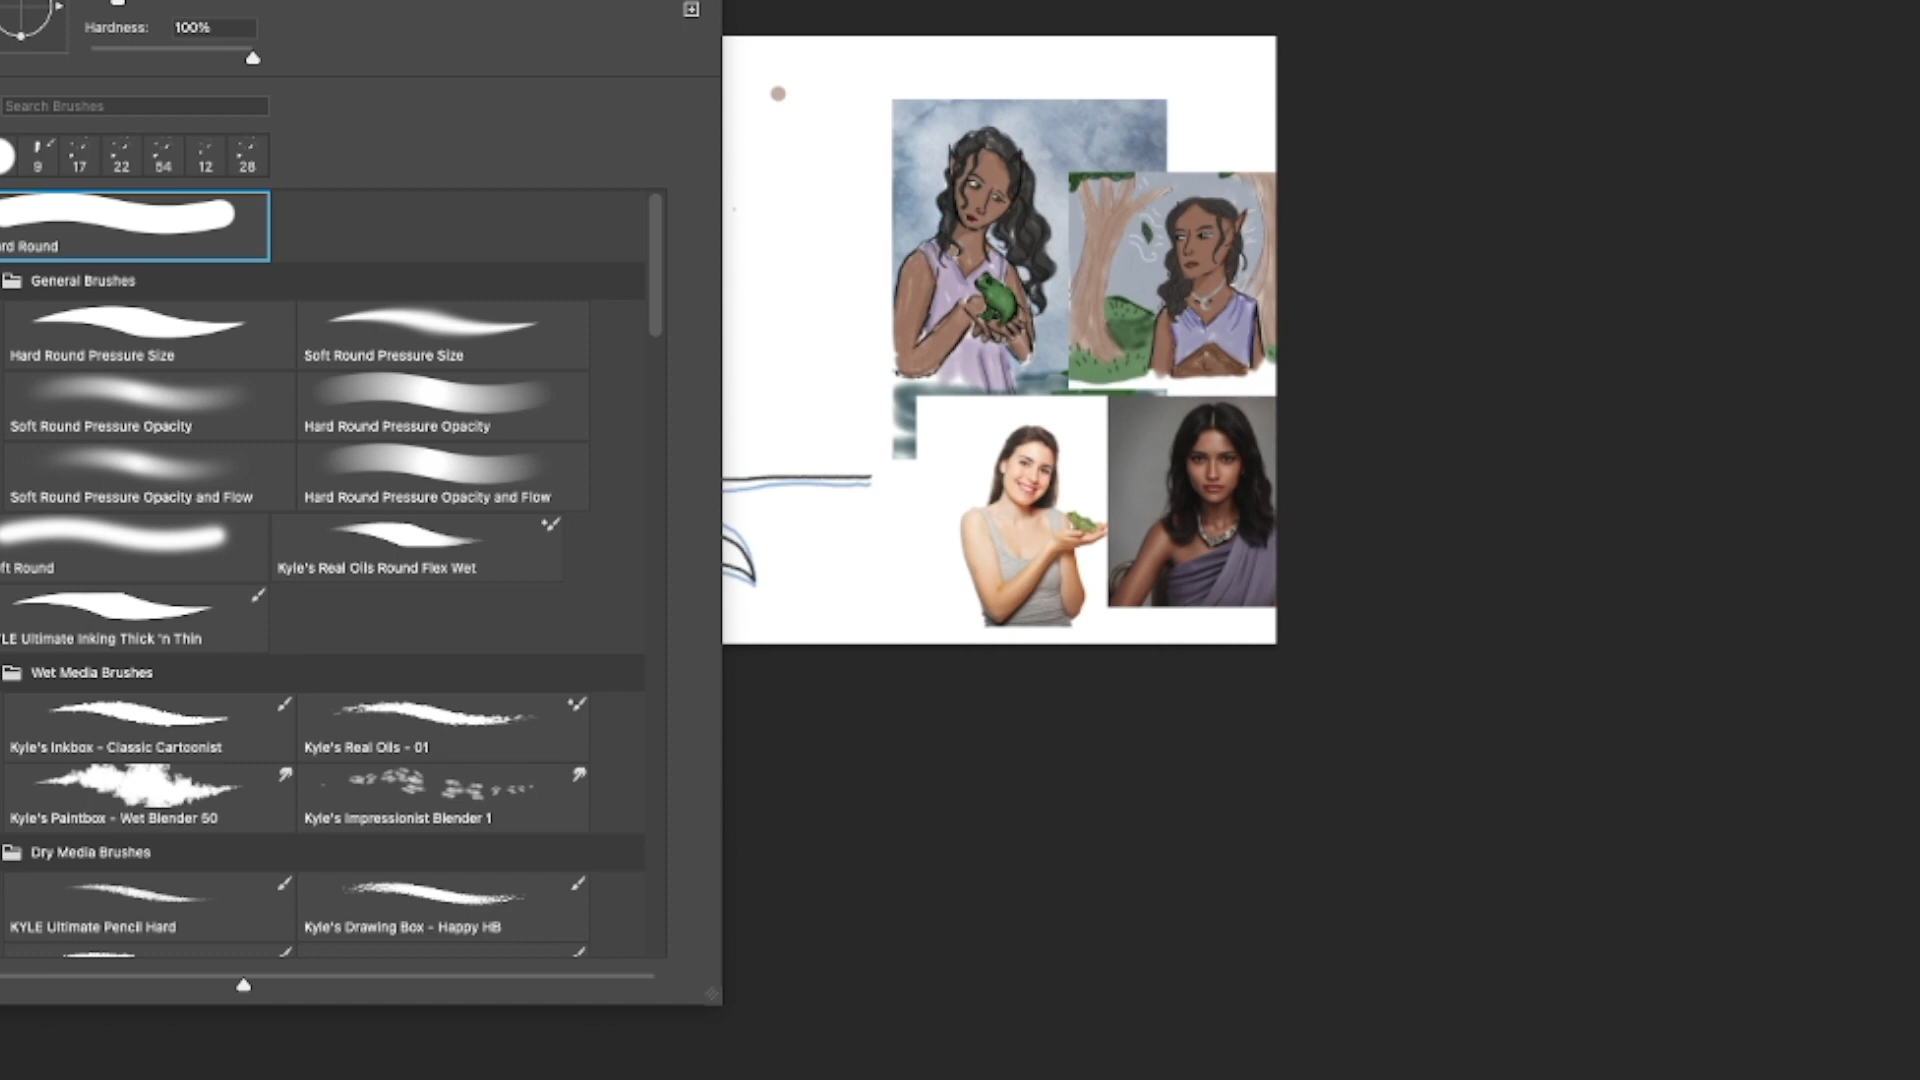 Hardness: 100%
Search Brushes
9 17 22 54 12 28
rd Round
General Brushes
Hard Round Pressure Size
Soft Round Pressure Size
Soft Round Pressure Opacity
Hard Round Pressure Opacity
Soft Round Pressure Opacity and Flow
Hard Round Pressure Opacity and Flow
ft Round
Kyle's Real Oils Round Flex Wet
LE Ultimate Inking Thick 'n Thin
Wet Media Brushes
Kyle's Inkbox - Classic Cartoonist
Kyle's Real Oils - 01
Kyle's Paintbox - Wet Blender 50
Kyle's Impressionist Blender 1
Dry Media Brushes
KYLE Ultimate Pencil Hard
Kyle's Drawing Box - Happy HB